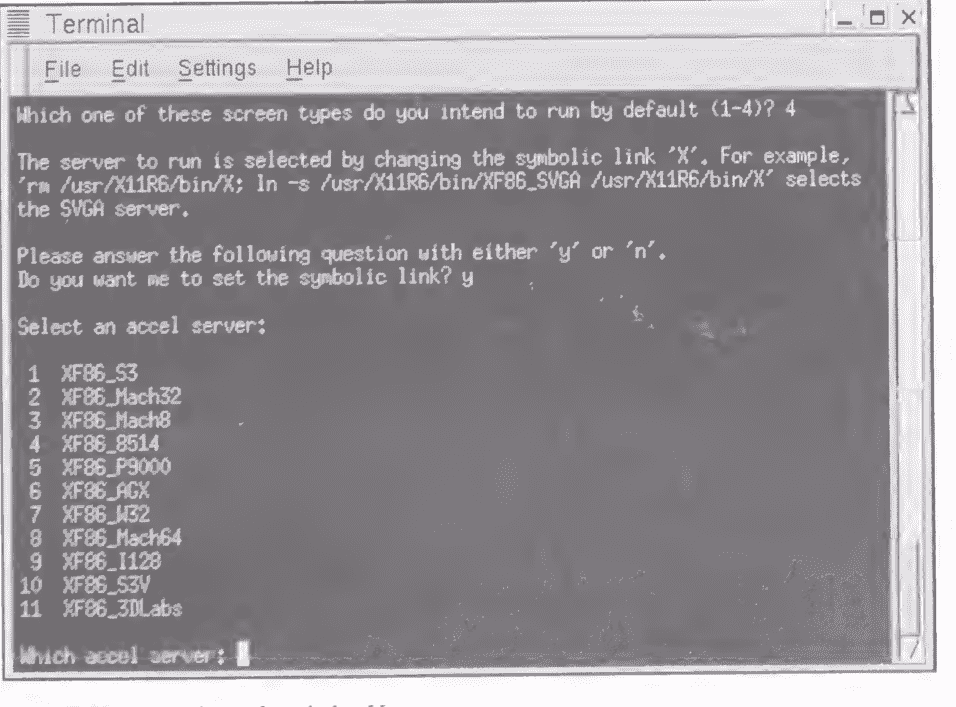 Terminal
File Edit Settings Help
Which one of these screen types do you intend to run by default (1-4)? 4
The server to run is selected by changing the symbolic link 'X'. For example,
'rm /usr/X11R6/bin/X; ln -s /usr/X11R6/bin/XF86_SVGA /usr/X11R6/bin/X' selects
the SVGA server.
Please answer the following question with either 'y' or 'n'.
Do you want me to set the symbolic link? y
Select an accel server:
1 XF86_S3
2 XF86_Mach32
3 XF86_Mach8
4 XF86_8514
5 XF86_P9000
6 XF86_AGX
7 XF86_W32
8 XF86_Mach64
9 XF86_I128
10 XF86_S3V
11 XF86_3DLabs
Which accel server: